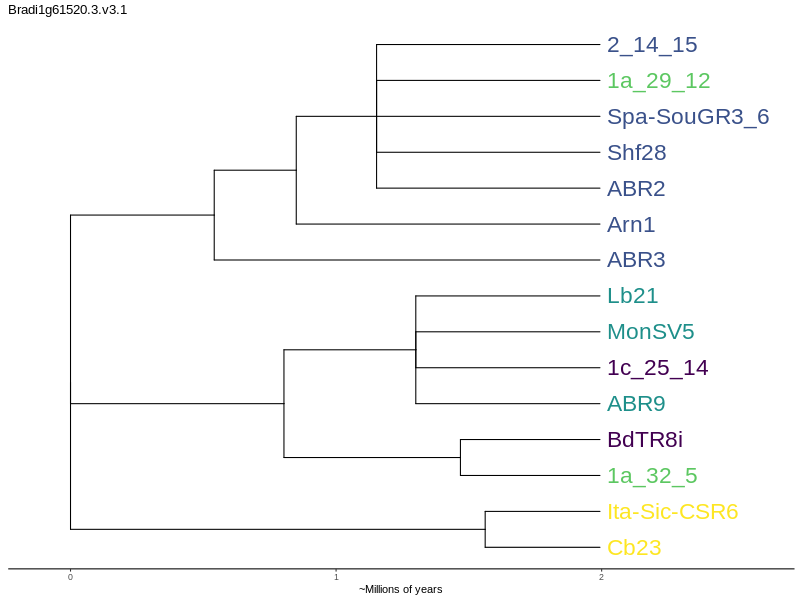 Bradi1g61520.3.v3.1
2_14_15
1a_29_12
Spa-SouGR3_6
Shf28
ABR2
Arn1
ABR3
Lb21
MonSV5
1c_25_14
ABR9
BdTR8i
1a_32_5
Ita-Sic-CSR6
Cb23
0 1 2
~Millions of years